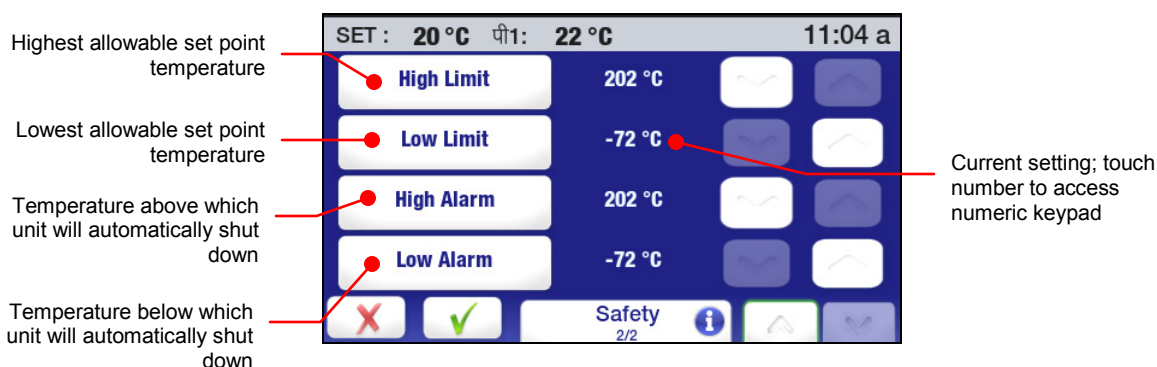 Highest allowable set point
temperature
Lowest allowable set point
temperature
Temperature above which
unit will automatically shut
down
Temperature below which
unit will automatically shut
down
SET : 20 °C पी1: 22 °C 11:04 a
High Limit 202 °C
Low Limit -72 °C
High Alarm 202 °C
Low Alarm -72 °C
Safety
2/2
Current setting; touch
number to access
numeric keypad